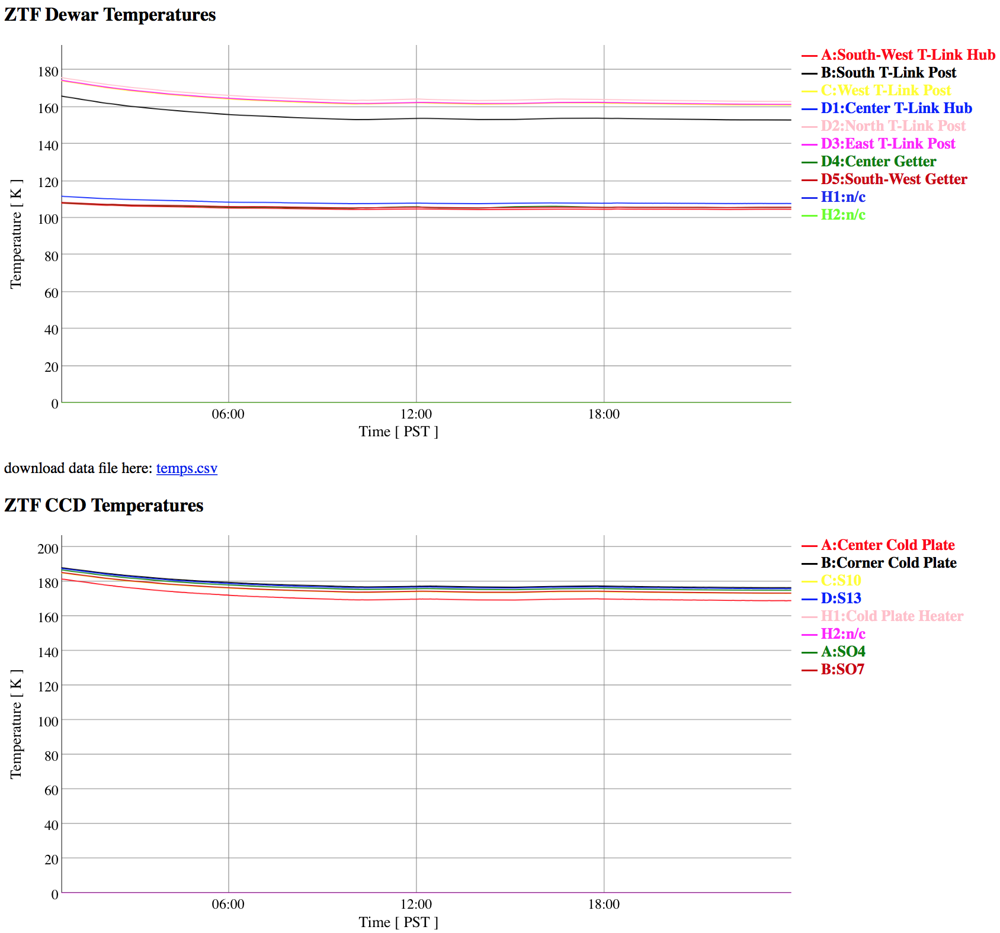 ZTF Dewar Temperatures
180
160
140
120
100
80
60
40
20
0
Temperature [ K ]
06:00
12:00
18:00
Time [ PST ]
A:South-West T-Link Hub
B:South T-Link Post
C:West T-Link Post
D1:Center T-Link Hub
D2:North T-Link Post
D3:East T-Link Post
D4:Center Getter
D5:South-West Getter
H1:n/c
H2:n/c
download data file here: temps.csv
ZTF CCD Temperatures
200
180
160
140
120
100
80
60
40
20
0
Temperature [ K ]
06:00
12:00
18:00
Time [ PST ]
A:Center Cold Plate
B:Corner Cold Plate
C:S10
D:S13
H1:Cold Plate Heater
H2:n/c
A:SO4
B:SO7